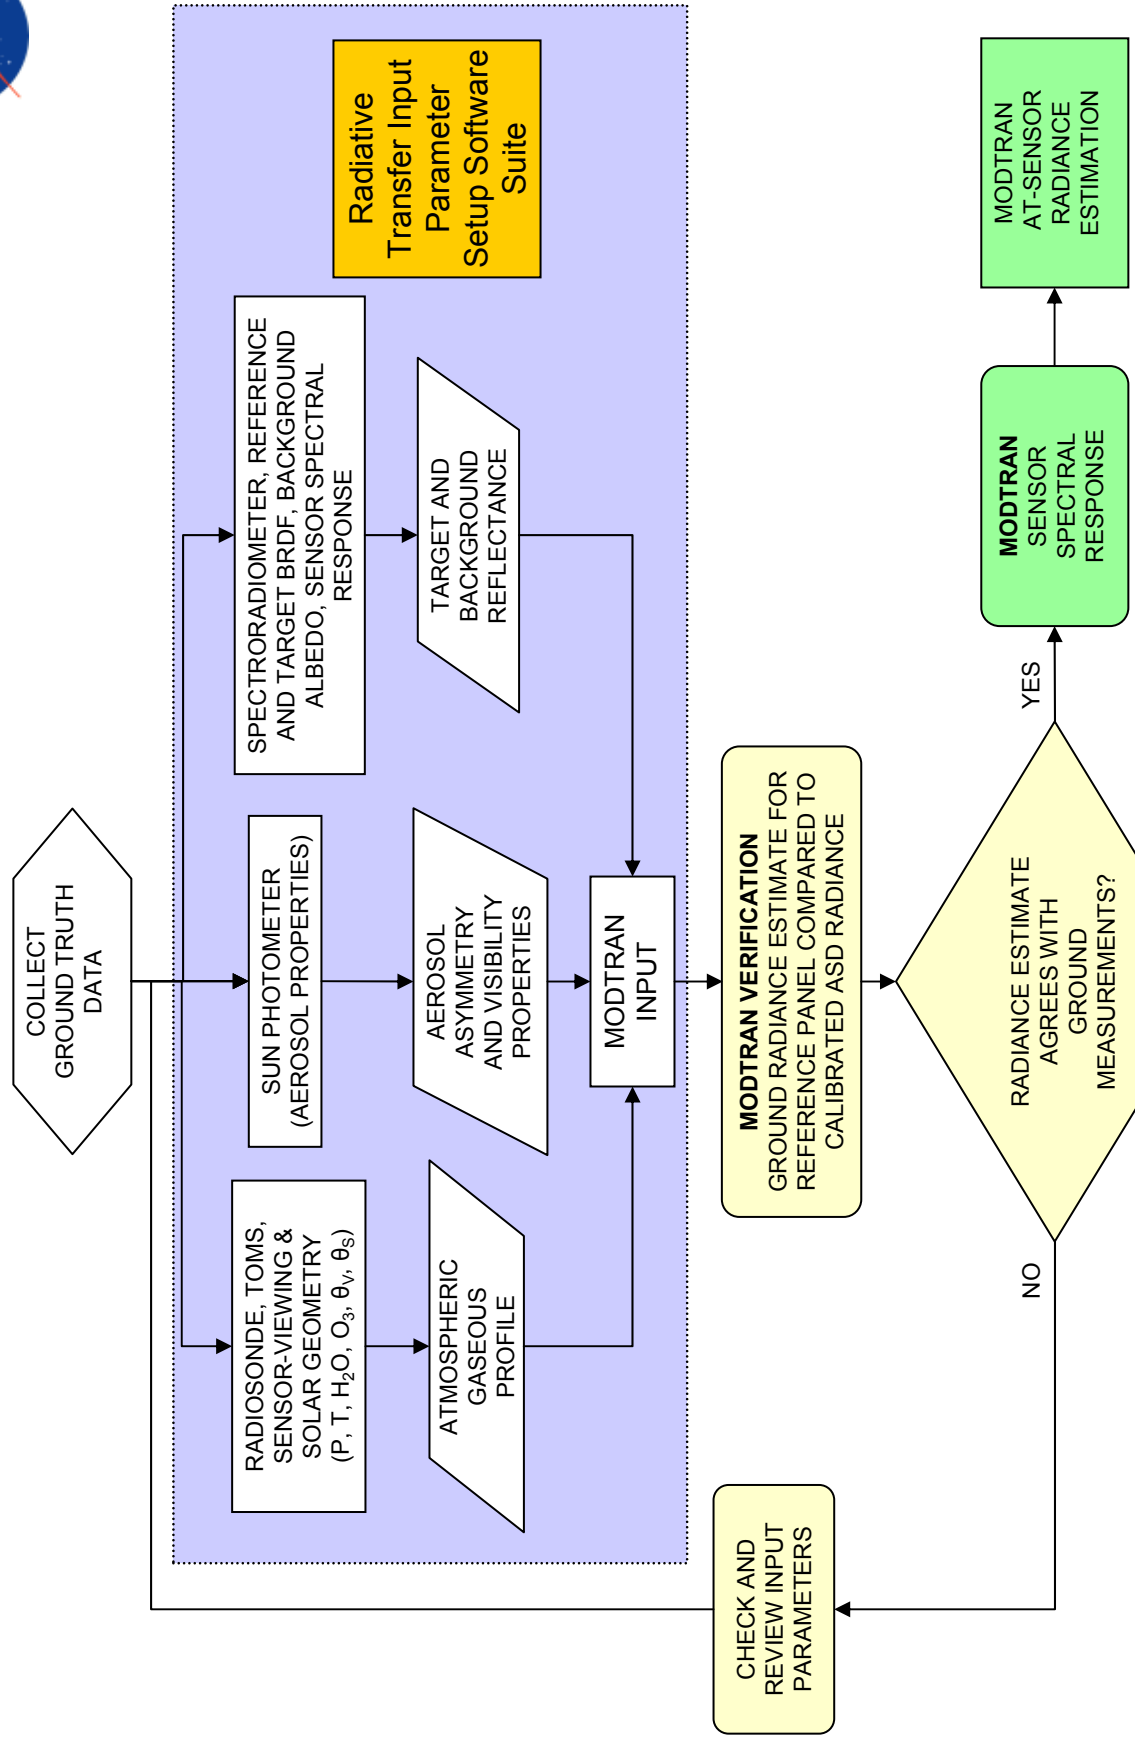 COLLECT
GROUND TRUTH
DATA
RADIOSONDE, TOMS,
SENSOR-VIEWING &
SOLAR GEOMETRY
(P, T, H₂O, O₃, θᵥ, θₛ)
SUN PHOTOMETER
(AEROSOL PROPERTIES)
SPECTRORADIOMETER, REFERENCE
AND TARGET BRDF, BACKGROUND
ALBEDO, SENSOR SPECTRAL
RESPONSE
Radiative
Transfer Input
Parameter
Setup Software
Suite
ATMOSPHERIC
GASEOUS
PROFILE
AEROSOL
ASYMMETRY
AND VISIBILITY
PROPERTIES
TARGET AND
BACKGROUND
REFLECTANCE
MODTRAN
INPUT
CHECK AND
REVIEW INPUT
PARAMETERS
MODTRAN VERIFICATION
GROUND RADIANCE ESTIMATE FOR
REFERENCE PANEL COMPARED TO
CALIBRATED ASD RADIANCE
NO
RADIANCE ESTIMATE
AGREES WITH
GROUND
MEASUREMENTS?
YES
MODTRAN
SENSOR
SPECTRAL
RESPONSE
MODTRAN
AT-SENSOR
RADIANCE
ESTIMATION